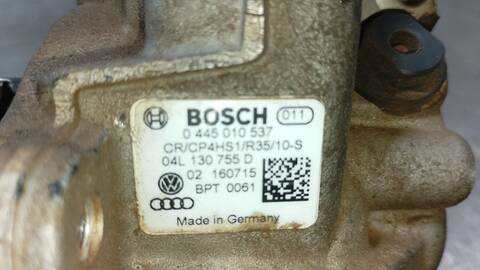 BOSCH 011
0 445 010 537
CR/CP4HS1/R35/10-S
04L 130 755 D
02 160715
BPT 0061
Made in Germany